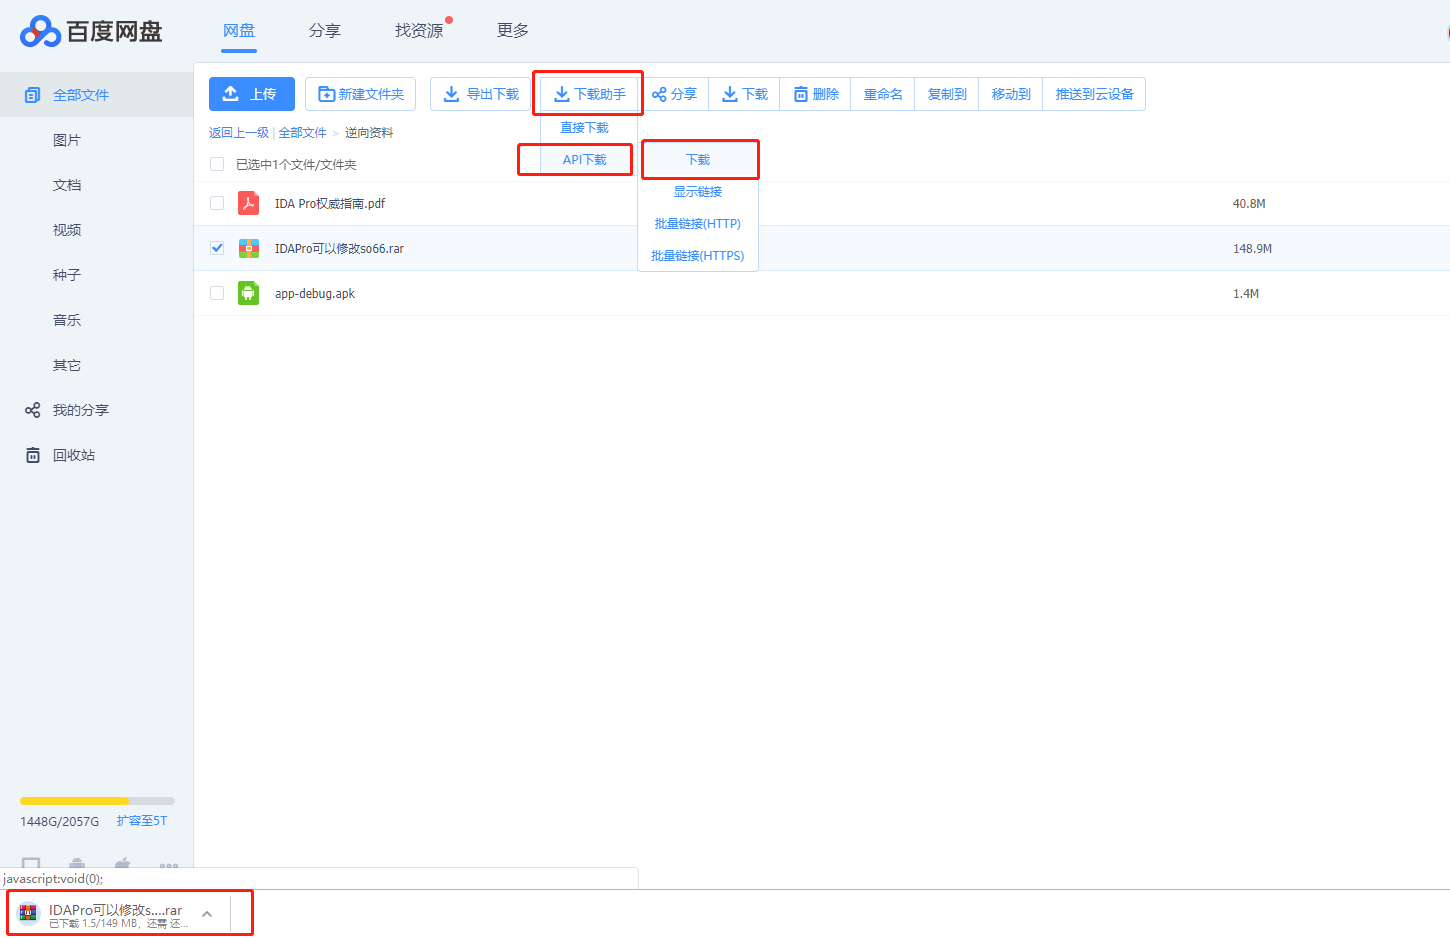 百度网盘
网盘 分享 找资源 更多
全部文件
图片
文档
视频
种子
音乐
其它
我的分享
回收站
1448G/2057G 扩容至5T
上传 新建文件夹 导出下载 下载助手 分享 下载 删除 重命名 复制到 移动到 推送到云设备
直接下载
API下载
下载
显示链接
批量链接(HTTP)
批量链接(HTTPS)
返回上一级 | 全部文件 > 逆向资料
已选中1个文件/文件夹
IDA Pro权威指南.pdf 40.8M
IDAPro可以修改so66.rar 148.9M
app-debug.apk 1.4M
javascript:void(0);
IDAPro可以修改s....rar
已下载 1.5/149 MB，还需 还...